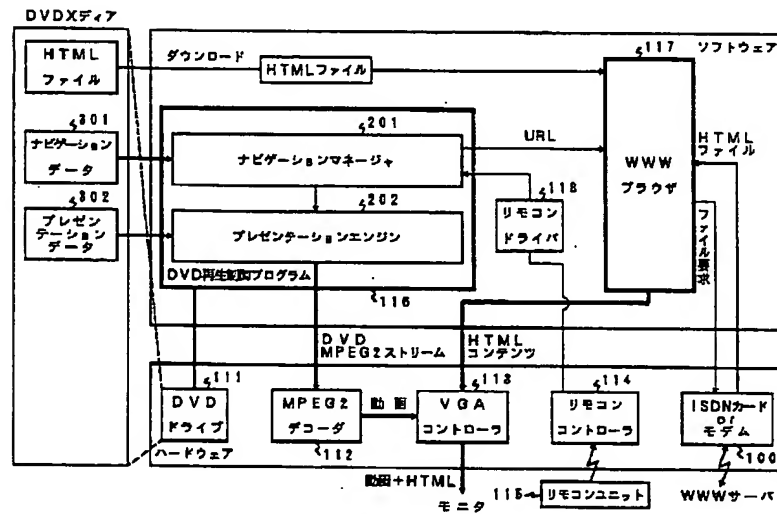 DVDメディア
HTML
ファイル
301
ナビゲーション
データ
302
プレゼン
テーション
データ
ダウンロード
HTMLファイル
201
ナビゲーションマネージャ
202
プレゼンテーションエンジン
DVD再生制御プログラム
116
URL
118
リモコン
ドライバ
117
ソフトウェア
WWW
ブラウザ
HTML
ファイル
ファイル要求
DVD
MPEG2ストリーム
HTML
コンテンツ
111
DVD
ドライブ
ハードウェア
MPEG2
デコーダ
112
動画
113
VGA
コントローラ
114
リモコン
コントローラ
ISDNカード
or
モデム
100
動画+HTML
モニタ
115
リモコンユニット
WWWサーバ